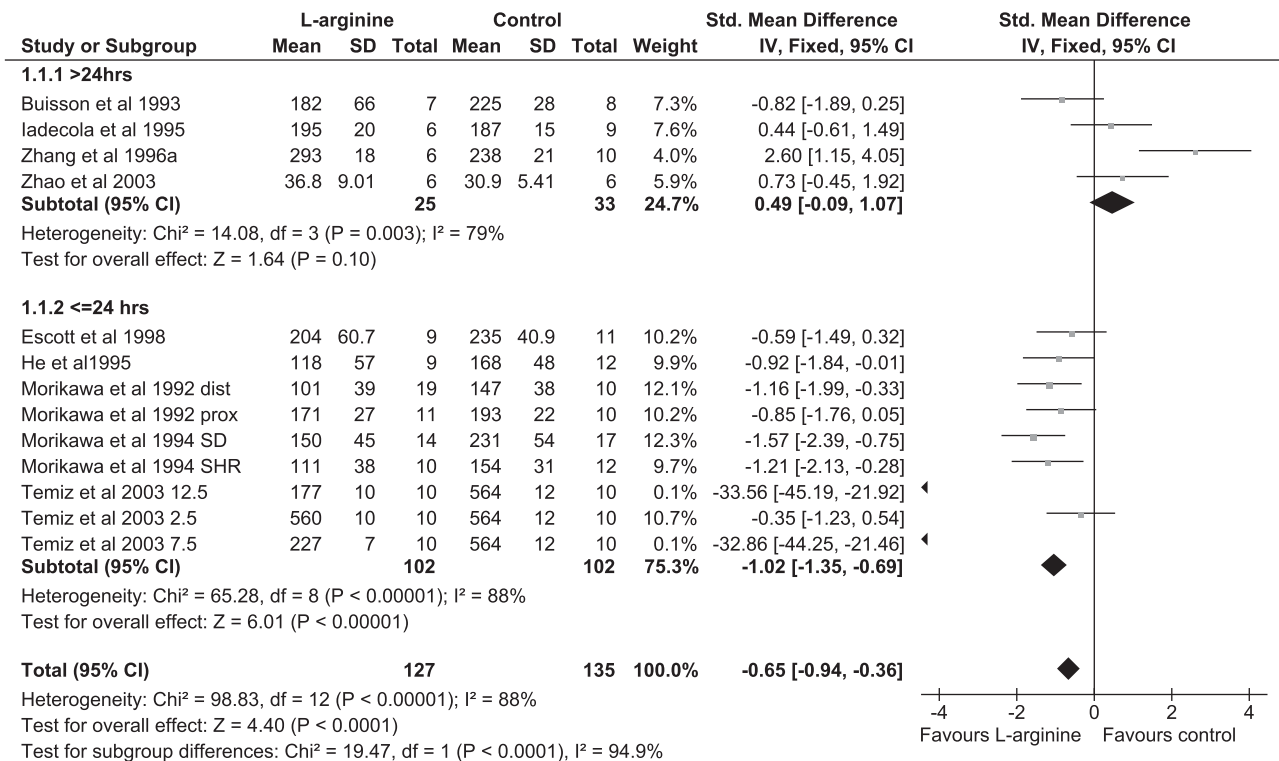 L-arginine Control Std. Mean Difference Std. Mean Difference
Study or Subgroup Mean SD Total Mean SD Total Weight IV, Fixed, 95% CI IV, Fixed, 95% CI
1.1.1 >24hrs
Buisson et al 1993 182 66 7 225 28 8 7.3% -0.82 [-1.89, 0.25]
Iadecola et al 1995 195 20 6 187 15 9 7.6% 0.44 [-0.61, 1.49]
Zhang et al 1996a 293 18 6 238 21 10 4.0% 2.60 [1.15, 4.05]
Zhao et al 2003 36.8 9.01 6 30.9 5.41 6 5.9% 0.73 [-0.45, 1.92]
Subtotal (95% CI) 25 33 24.7% 0.49 [-0.09, 1.07]
Heterogeneity: Chi² = 14.08, df = 3 (P = 0.003); I² = 79%
Test for overall effect: Z = 1.64 (P = 0.10)
1.1.2 <=24 hrs
Escott et al 1998 204 60.7 9 235 40.9 11 10.2% -0.59 [-1.49, 0.32]
He et al1995 118 57 9 168 48 12 9.9% -0.92 [-1.84, -0.01]
Morikawa et al 1992 dist 101 39 19 147 38 10 12.1% -1.16 [-1.99, -0.33]
Morikawa et al 1992 prox 171 27 11 193 22 10 10.2% -0.85 [-1.76, 0.05]
Morikawa et al 1994 SD 150 45 14 231 54 17 12.3% -1.57 [-2.39, -0.75]
Morikawa et al 1994 SHR 111 38 10 154 31 12 9.7% -1.21 [-2.13, -0.28]
Temiz et al 2003 12.5 177 10 10 564 12 10 0.1% -33.56 [-45.19, -21.92]
Temiz et al 2003 2.5 560 10 10 564 12 10 10.7% -0.35 [-1.23, 0.54]
Temiz et al 2003 7.5 227 7 10 564 12 10 0.1% -32.86 [-44.25, -21.46]
Subtotal (95% CI) 102 102 75.3% -1.02 [-1.35, -0.69]
Heterogeneity: Chi² = 65.28, df = 8 (P < 0.00001); I² = 88%
Test for overall effect: Z = 6.01 (P < 0.00001)
Total (95% CI) 127 135 100.0% -0.65 [-0.94, -0.36]
Heterogeneity: Chi² = 98.83, df = 12 (P < 0.00001); I² = 88%
Test for overall effect: Z = 4.40 (P < 0.0001)
Test for subgroup differences: Chi² = 19.47, df = 1 (P < 0.0001), I² = 94.9%
-4 -2 0 2 4
Favours L-arginine Favours control